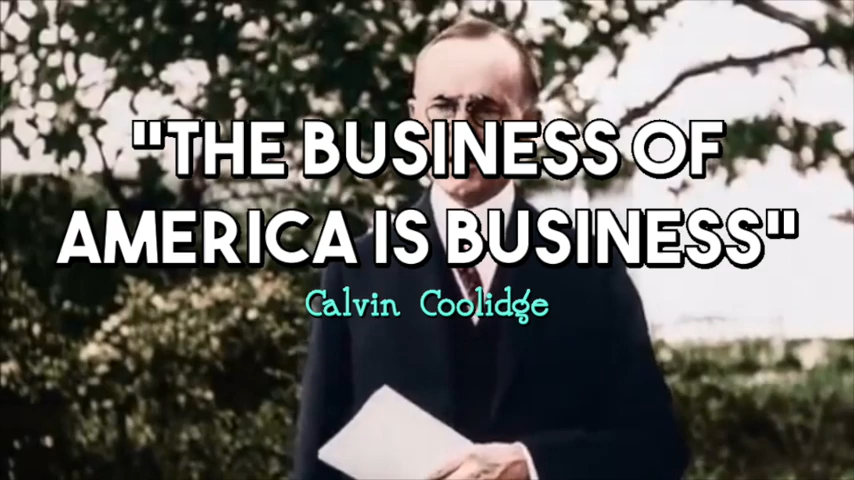 "THE BUSINESS OF
AMERICA IS BUSINESS"
Calvin Coolidge